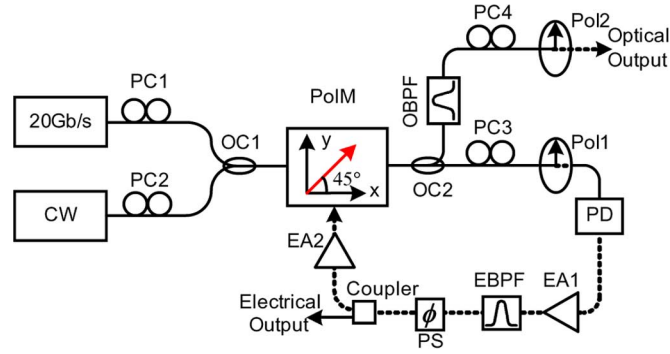 PC4
Pol2
Optical
Output
PC1
PolM
OBPF
PC3
20Gb/s
OC1
Pol1
y
45°
x
OC2
PC2
CW
PD
EA2
Coupler
EBPF
EA1
Electrical
Output
ϕ
PS